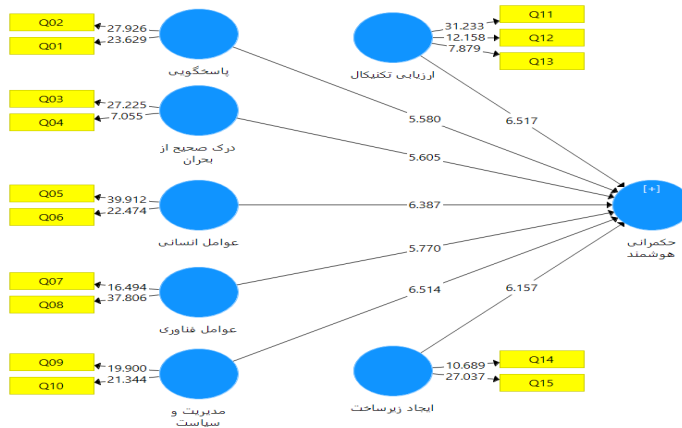 Q02
27.926
Q01
23.629
پاسخگویی
Q03
27.225
Q04
7.055
درک صحیح از
بحران
Q05
39.912
Q06
22.474
عوامل انسانی
Q07
16.494
Q08
37.806
عوامل فناوری
Q09
19.900
Q10
21.344
مدیریت و
سیاست
Q11
31.233
Q12
12.158
Q13
7.879
ارزیابی تکنیکال
5.580
6.517
5.605
6.387
5.770
6.514
6.157
[+]
حکمرانی
هوشمند
Q14
10.689
Q15
27.037
ایجاد زیرساخت